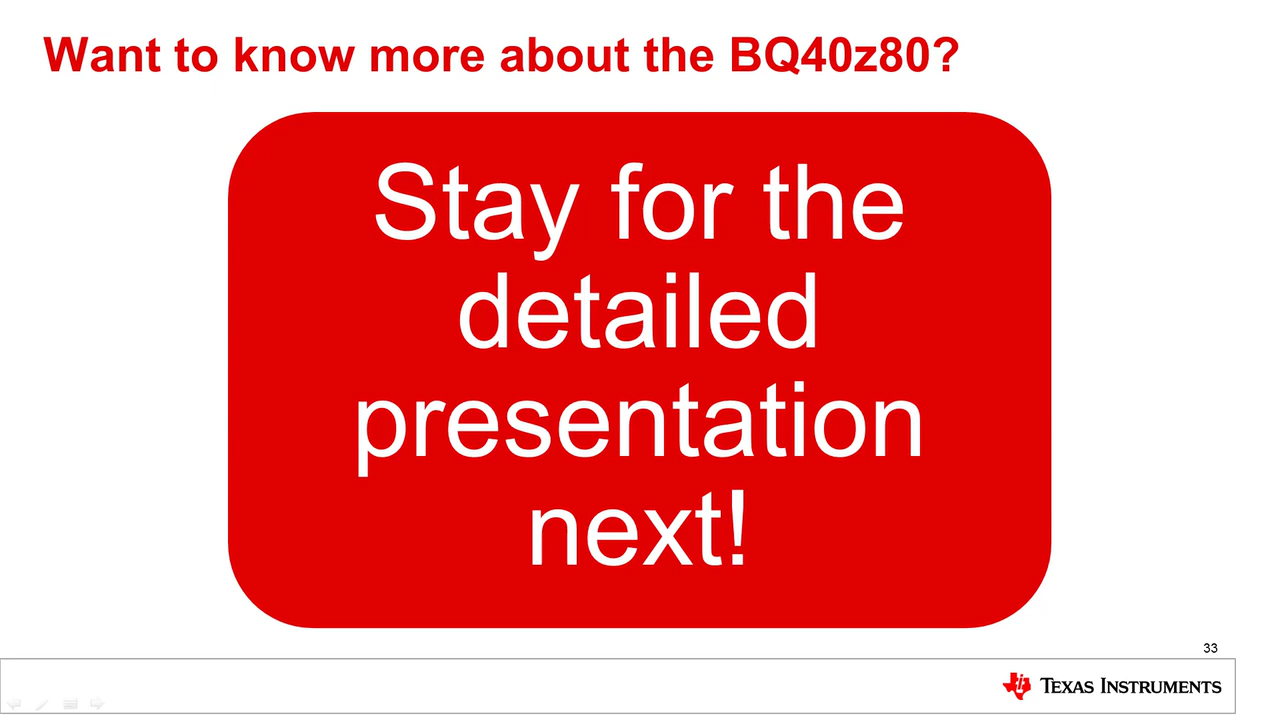 Want to know more about the BQ40z80?
Stay for the
detailed
presentation
next!
33
TEXAS INSTRUMENTS